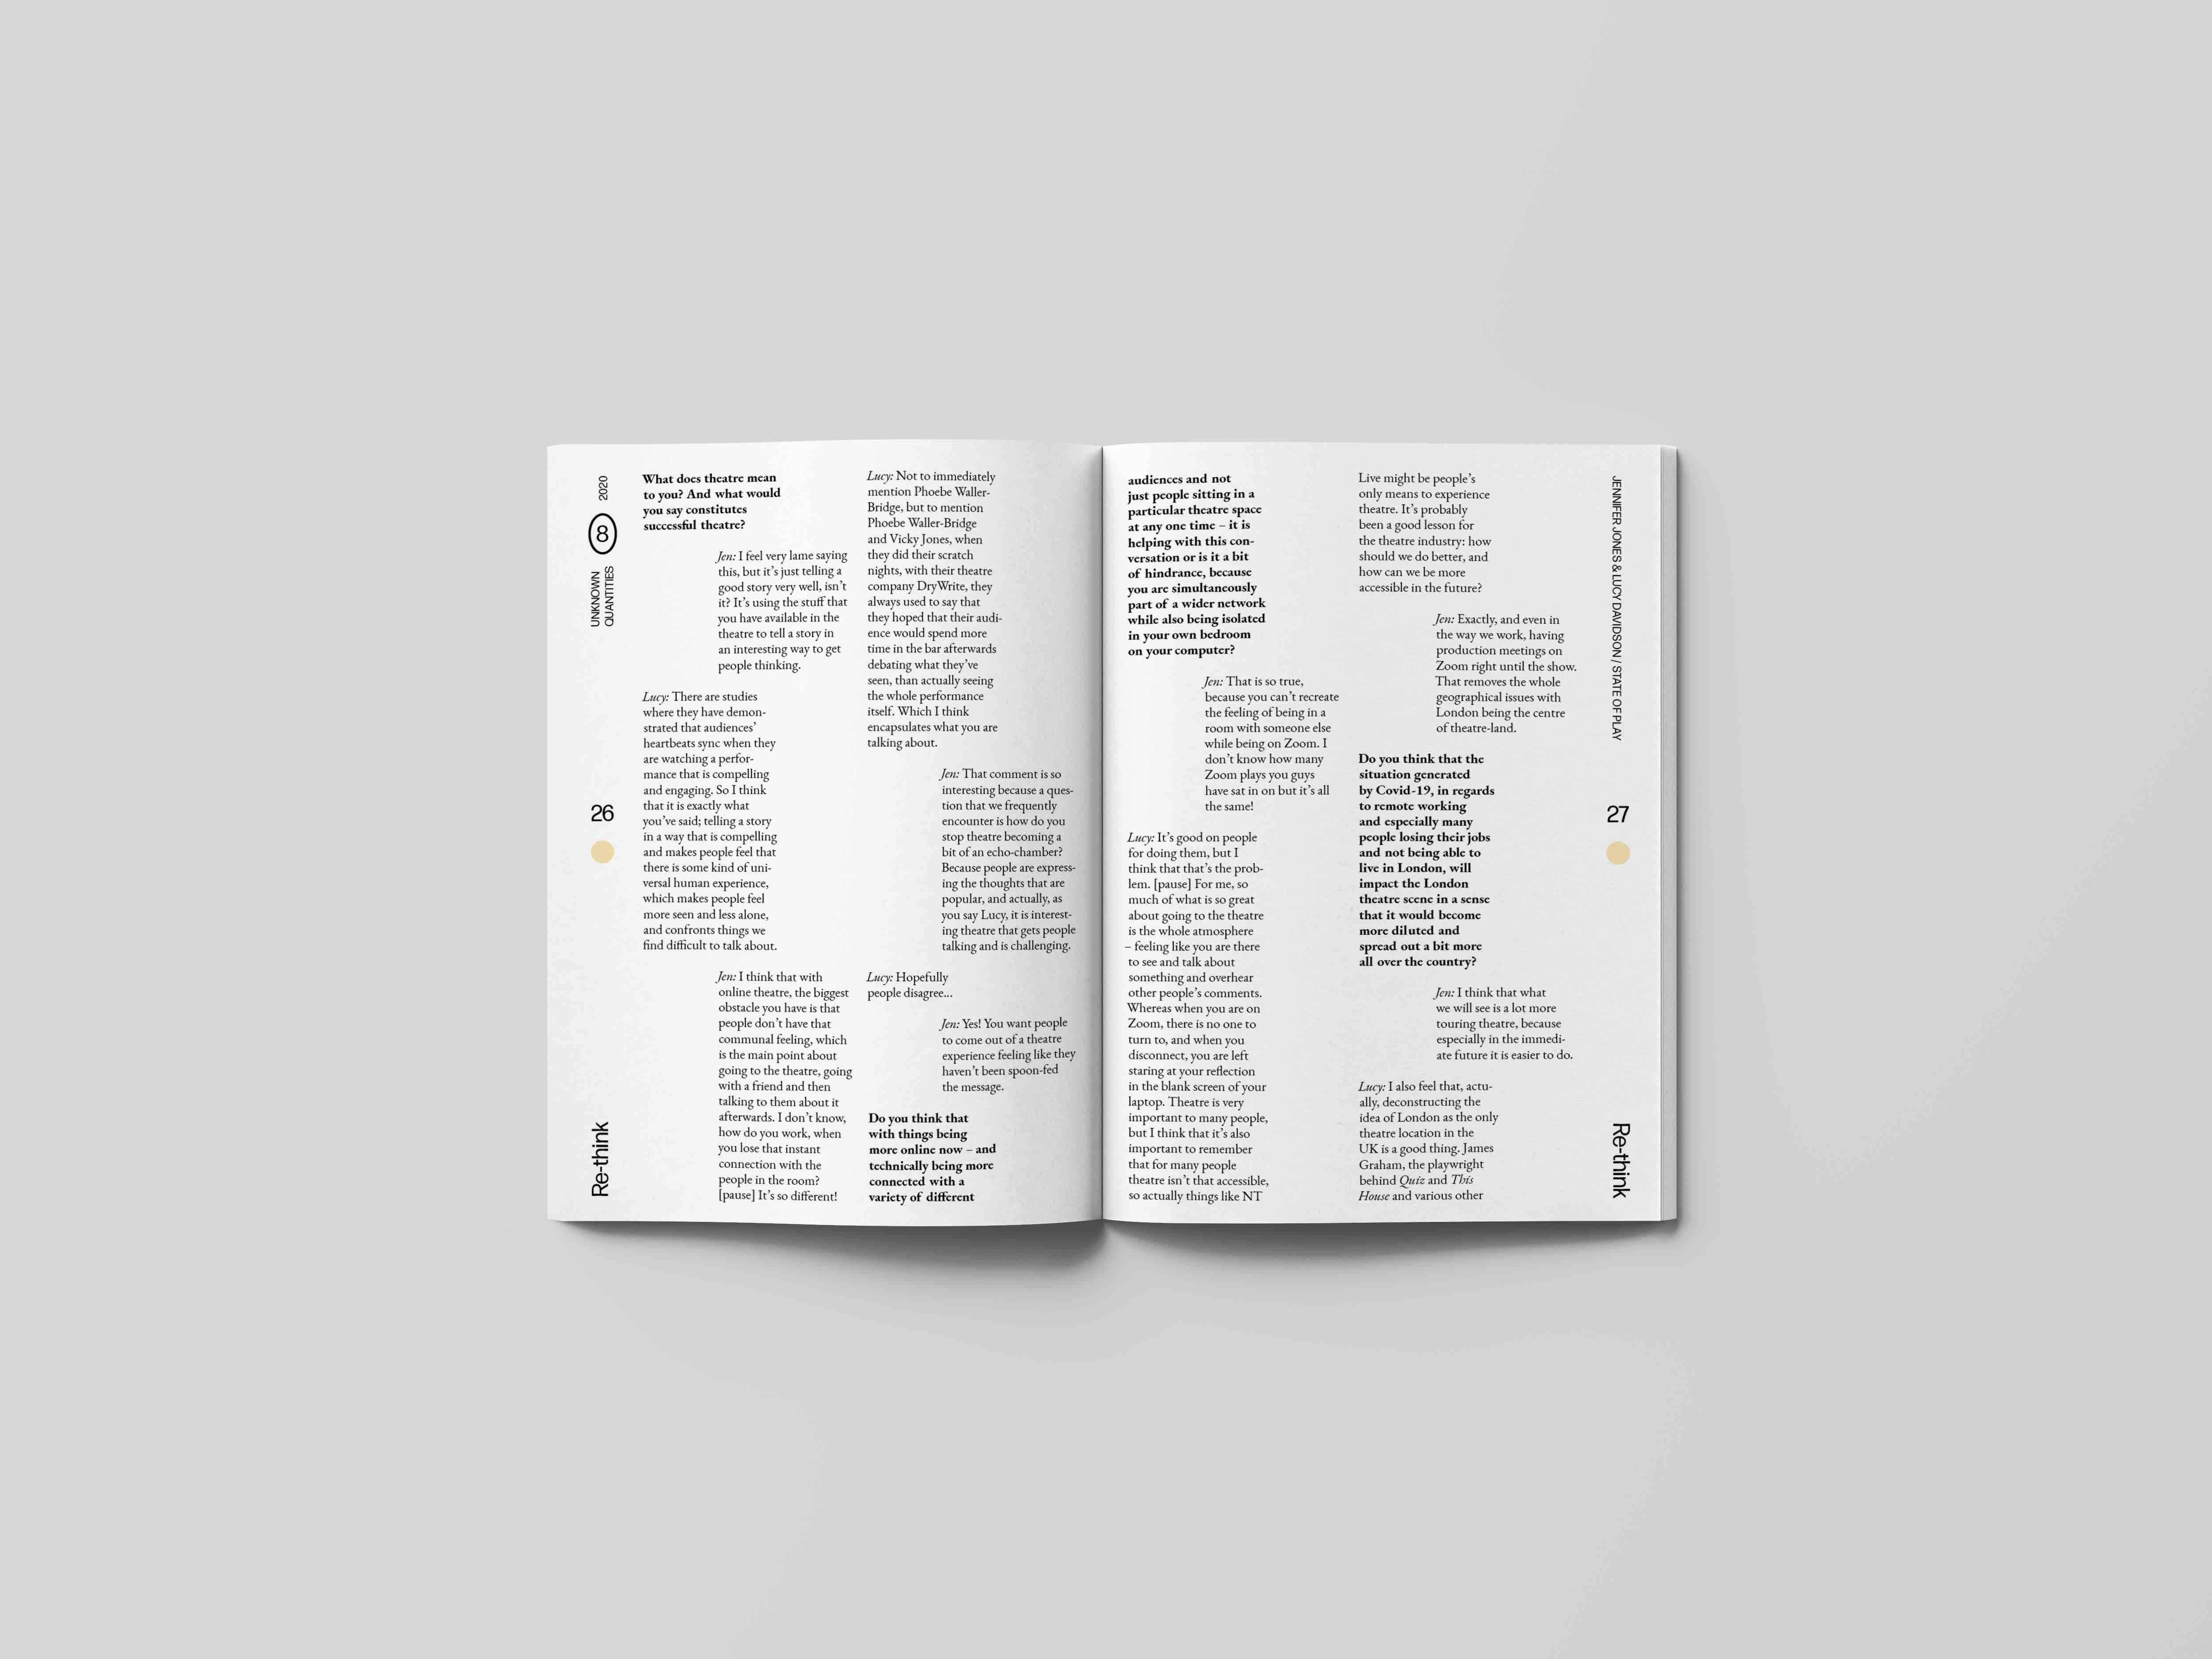 2020
8
UNKNOWN
QUANTITIES
26
Re-think
What does theatre mean
to you? And what would
you say constitutes
successful theatre?
Jen: I feel very lame saying
this, but it's just telling a
good story very well, isn't
it? It's using the stuff that
you have available in the
theatre to tell a story in
an interesting way to get
people thinking.
Lucy: There are studies
where they have demon-
strated that audiences'
heartbeats sync when they
are watching a perfor-
mance that is compelling
and engaging. So I think
that it is exactly what
you've said; telling a story
in a way that is compelling
and makes people feel that
there is some kind of uni-
versal human experience,
which makes people feel
more seen and less alone,
and confronts things we
find difficult to talk about.
Jen: I think that with
online theatre, the biggest
obstacle you have is that
people don't have that
communal feeling, which
is the main point about
going to the theatre, going
with a friend and then
talking to them about it
afterwards. I don't know,
how do you work, when
you lose that instant
connection with the
people in the room?
[pause] It's so different!
Lucy: Not to immediately
mention Phoebe Waller-
Bridge, but to mention
Phoebe Waller-Bridge
and Vicky Jones, when
they did their scratch
nights, with their theatre
company DryWrite, they
always used to say that
they hoped that their audi-
ence would spend more
time in the bar afterwards
debating what they've
seen, than actually seeing
the whole performance
itself. Which I think
encapsulates what you are
talking about.
Jen: That comment is so
interesting because a ques-
tion that we frequently
encounter is how do you
stop theatre becoming a
bit of an echo-chamber?
Because people are express-
ing the thoughts that are
popular, and actually, as
you say Lucy, it is interest-
ing theatre that gets people
talking and is challenging.
Lucy: Hopefully
people disagree...
Jen: Yes! You want people
to come out of a theatre
experience feeling like they
haven't been spoon-fed
the message.
Do you think that
with things being
more online now – and
technically being more
connected with a
variety of different
audiences and not
just people sitting in a
particular theatre space
at any one time – it is
helping with this con-
versation or is it a bit
of hindrance, because
you are simultaneously
part of a wider network
while also being isolated
in your own bedroom
on your computer?
Jen: That is so true,
because you can't recreate
the feeling of being in a
room with someone else
while being on Zoom. I
don't know how many
Zoom plays you guys
have sat in on but it's all
the same!
Lucy: It's good on people
for doing them, but I
think that that's the prob-
lem. [pause] For me, so
much of what is so great
about going to the theatre
is the whole atmosphere
– feeling like you are there
to see and talk about
something and overhear
other people's comments.
Whereas when you are on
Zoom, there is no one to
turn to, and when you
disconnect, you are left
staring at your reflection
in the blank screen of your
laptop. Theatre is very
important to many people,
but I think that it's also
important to remember
that for many people
theatre isn't that accessible,
so actually things like NT
Live might be people's
only means to experience
theatre. It's probably
been a good lesson for
the theatre industry: how
should we do better, and
how can we be more
accessible in the future?
Jen: Exactly, and even in
the way we work, having
production meetings on
Zoom right until the show.
That removes the whole
geographical issues with
London being the centre
of theatre-land.
Do you think that the
situation generated
by Covid-19, in regards
to remote working
and especially many
people losing their jobs
and not being able to
live in London, will
impact the London
theatre scene in a sense
that it would become
more diluted and
spread out a bit more
all over the country?
Jen: I think that what
we will see is a lot more
touring theatre, because
especially in the immedi-
ate future it is easier to do.
Lucy: I also feel that, actu-
ally, deconstructing the
idea of London as the only
theatre location in the
UK is a good thing. James
Graham, the playwright
behind Quiz and This
House and various other
JENNIFER JONES & LUCY DAVIDSON / STATE OF PLAY
27
Re-think